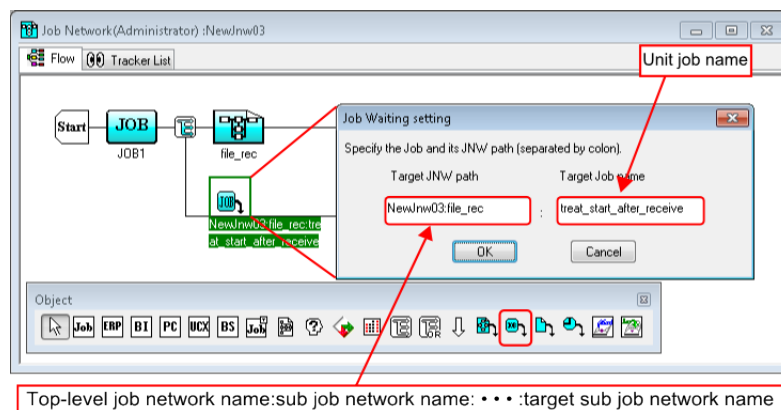 Job Network(Administrator) :NewJnw03
Flow
Tracker List
Unit job name
Start
JOB
JOB1
file_rec
JOB
NewJnw03:file_rec:tre
at_start_after_receive
Job Waiting setting
Specify the Job and its JNW path (separated by colon).
Target JNW path
Target Job name
NewJnw03:file_rec
:
treat_start_after_receive
OK
Cancel
Object
Job
ERP
BI
PC
UCX
BS
Job
OR
Top-level job network name:sub job network name: • • • :target sub job network name